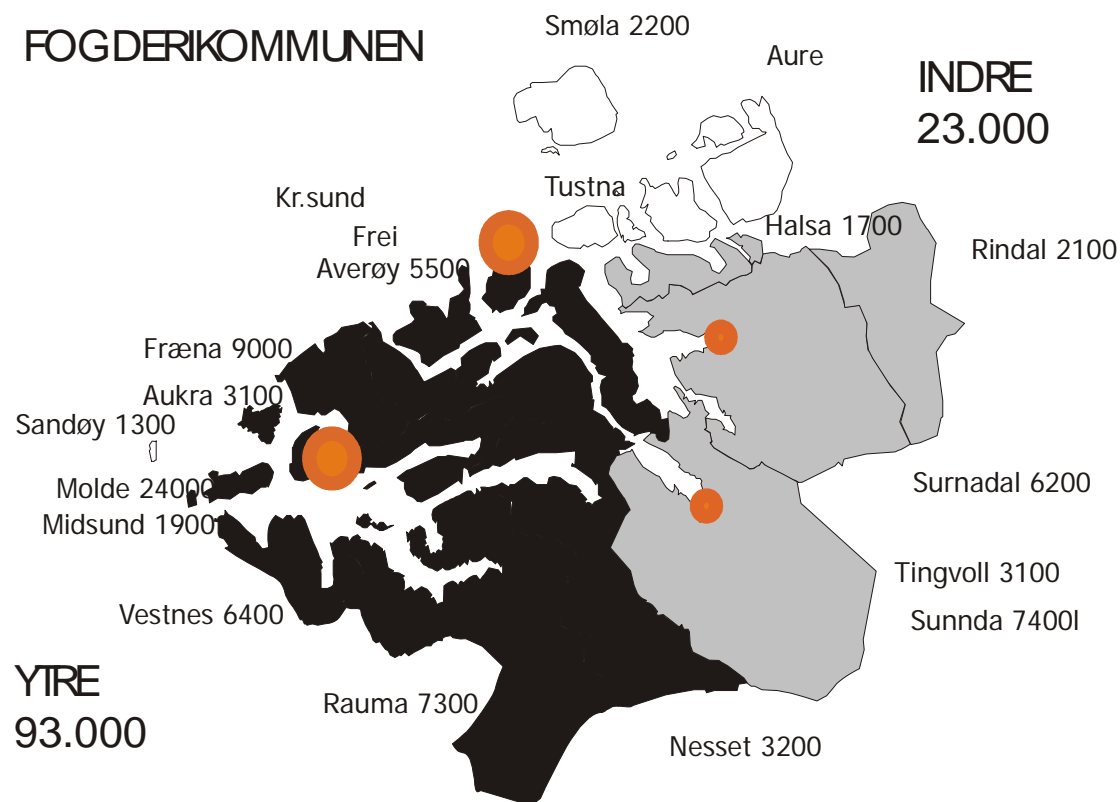 FOGDERIKOMMUNEN
Smøla 2200
Aure
INDRE
23.000
Kr.sund
Tustna
Frei
Halsa 1700
Averøy 5500
Rindal 2100
Fræna 9000
Aukra 3100
Sandøy 1300
Molde 24000
Midsund 1900
Surnadal 6200
Tingvoll 3100
Vestnes 6400
Sunnda 7400l
YTRE
93.000
Rauma 7300
Nesset 3200